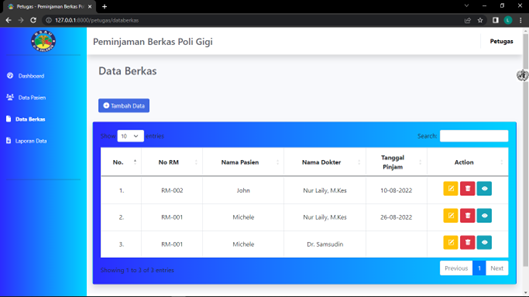 Petugas - Peminjaman Berkas Pol
127.0.0.1:8000/petugas/databerkas
Peminjaman Berkas Poli Gigi
Petugas
Dashboard
Data Pasien
Data Berkas
Laporan Data
Data Berkas
Tambah Data
Show 10 entries
Search:
No. No RM Nama Pasien Nama Dokter Tanggal Pinjam Action
1. RM-002 John Nur Laily, M.Kes 10-08-2022
2. RM-001 Michele Nur Laily, M.Kes 26-08-2022
3. RM-001 Michele Dr. Samsudin
Showing 1 to 3 of 3 entries
Previous 1 Next